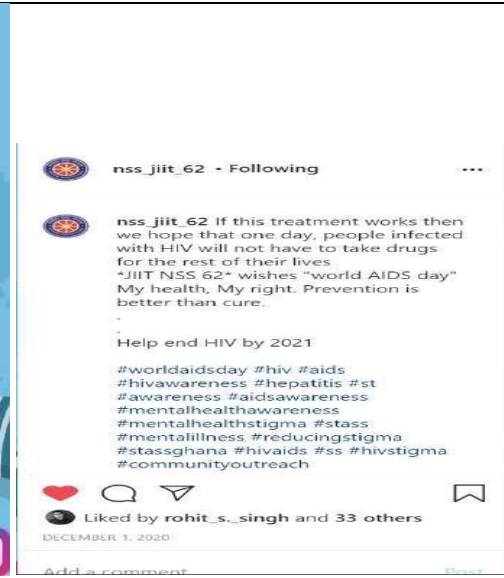 nss_jiit_62 • Following
nss_jiit_62 If this treatment works then
we hope that one day, people infected
with HIV will not have to take drugs
for the rest of their lives
*JIIT NSS 62* wishes "world AIDS day"
My health, My right. Prevention is
better than cure.
.
.
Help end HIV by 2021
#worldaidsday #hiv #aids
#hivawareness #hepatitis #st
#awareness #aidsawareness
#mentalhealthawareness
#mentalhealthstigma #stass
#mentalillness #reducingstigma
#stassghana #hivaids #ss #hivstigma
#communityoutreach
Liked by rohit_s._singh and 33 others
DECEMBER 1, 2020
Add a comment Post